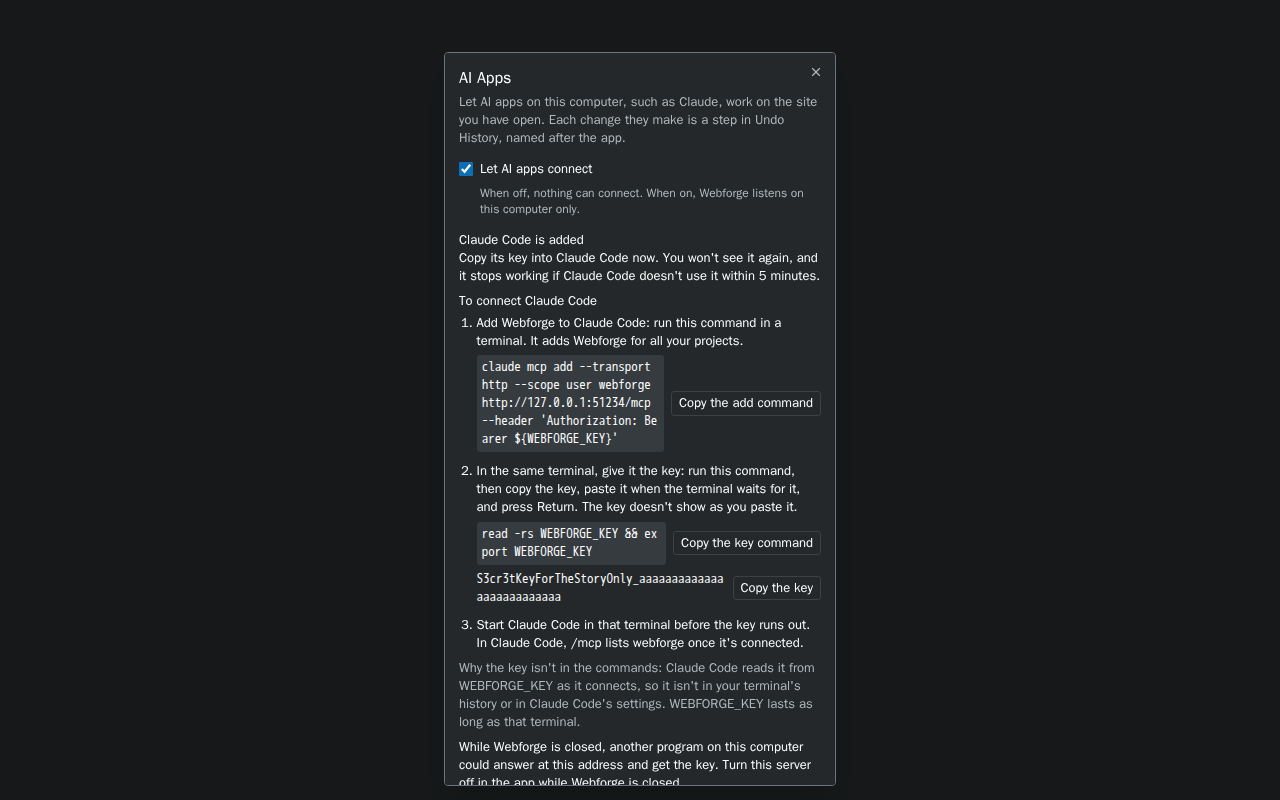 AI Apps
Let AI apps on this computer, such as Claude, work on the site
you have open. Each change they make is a step in Undo
History, named after the app.
Let AI apps connect
When off, nothing can connect. When on, Webforge listens on
this computer only.
Claude Code is added
Copy its key into Claude Code now. You won't see it again, and
it stops working if Claude Code doesn't use it within 5 minutes.
To connect Claude Code
1. Add Webforge to Claude Code: run this command in a
terminal. It adds Webforge for all your projects.
claude mcp add --transport
http --scope user webforge
http://127.0.0.1:51234/mcp
--header 'Authorization: Be
arer ${WEBFORGE_KEY}'
Copy the add command
2. In the same terminal, give it the key: run this command,
then copy the key, paste it when the terminal waits for it,
and press Return. The key doesn't show as you paste it.
read -rs WEBFORGE_KEY && ex
port WEBFORGE_KEY
Copy the key command
S3cr3tKeyForTheStoryOnly_aaaaaaaaaaaaa
aaaaaaaaaaaaa
Copy the key
3. Start Claude Code in that terminal before the key runs out.
In Claude Code, /mcp lists webforge once it's connected.
Why the key isn't in the commands: Claude Code reads it from
WEBFORGE_KEY as it connects, so it isn't in your terminal's
history or in Claude Code's settings. WEBFORGE_KEY lasts as
long as that terminal.
While Webforge is closed, another program on this computer
could answer at this address and get the key. Turn this server
off in the app while Webforge is closed.